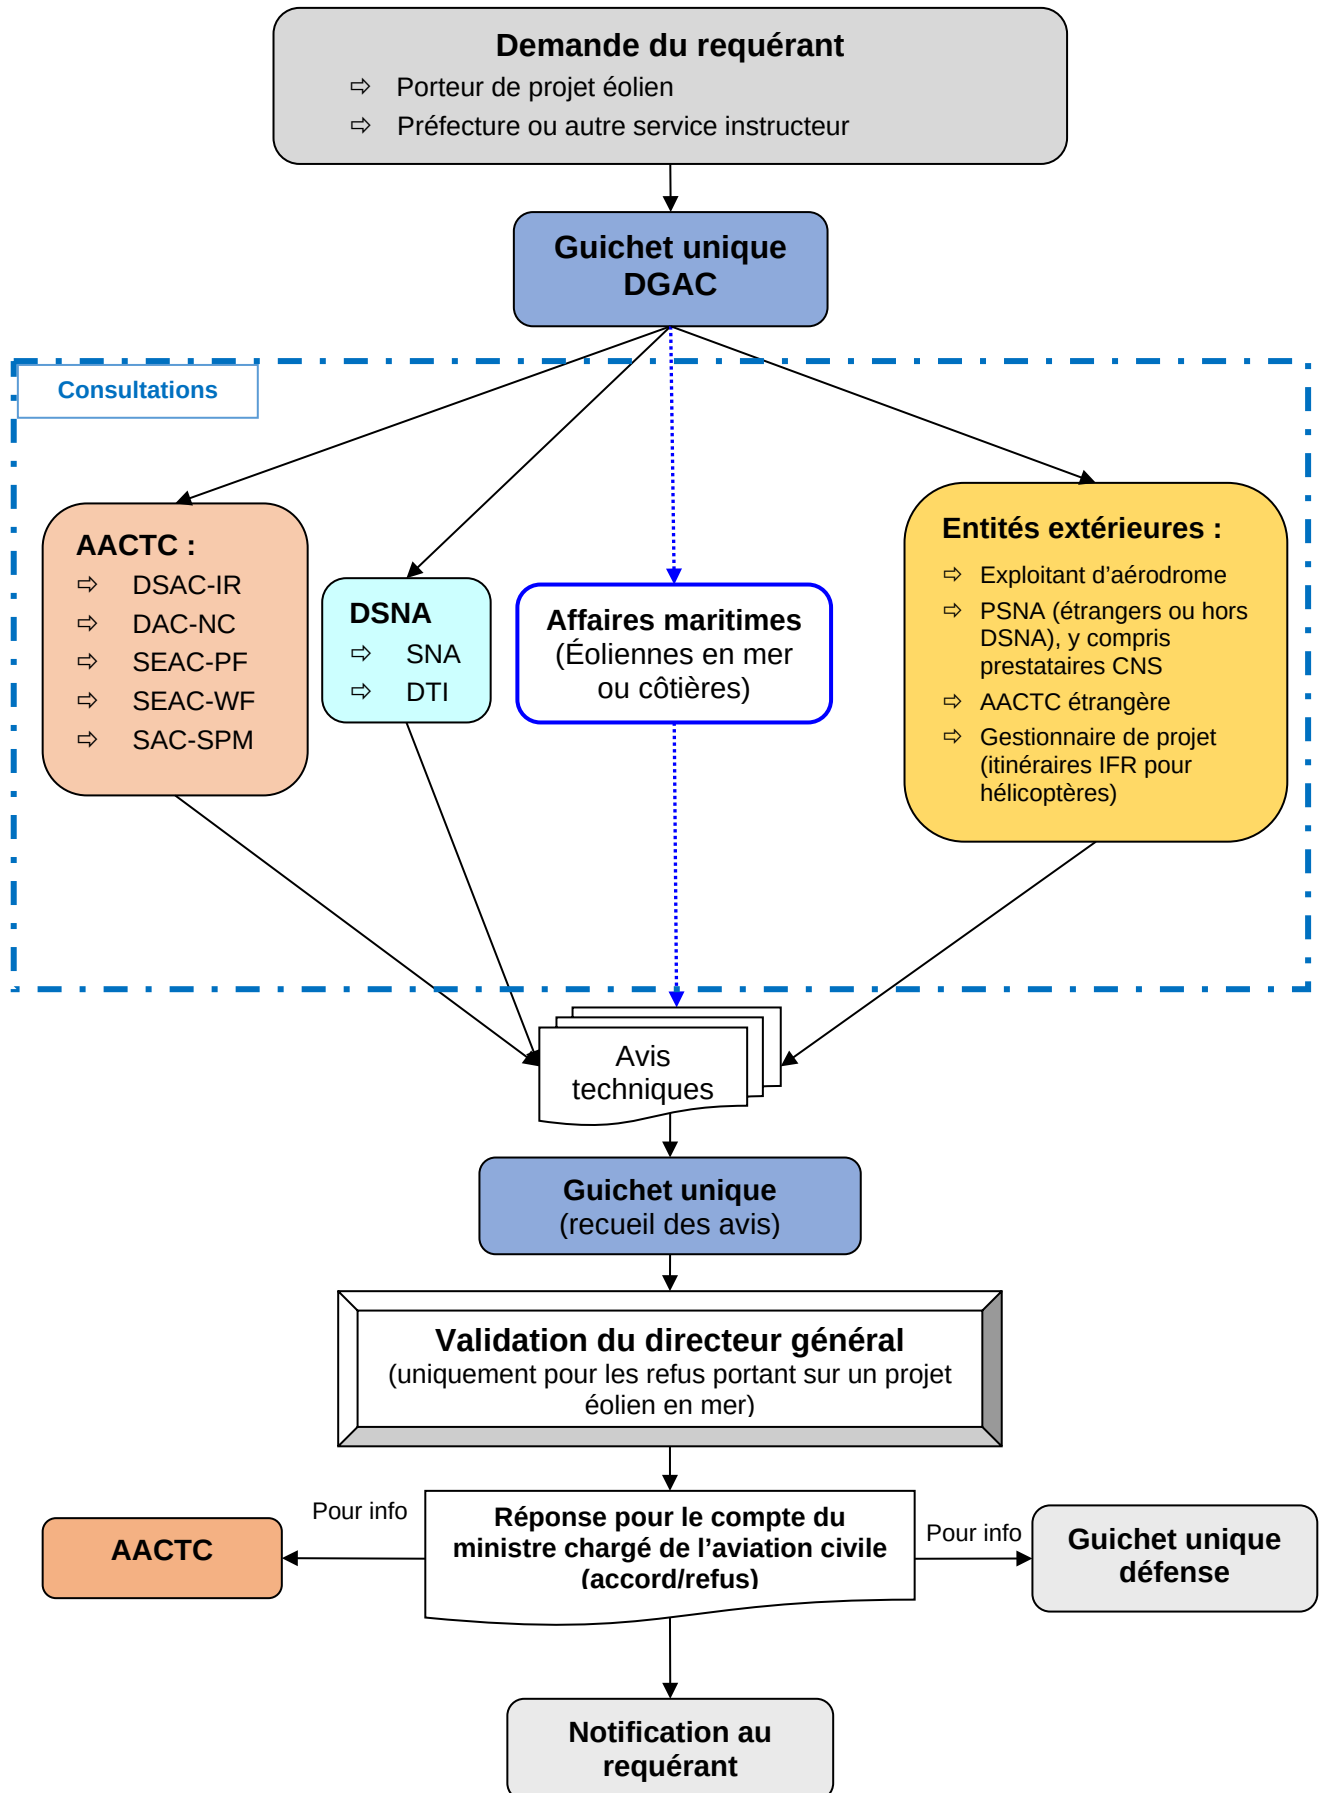 Demande du requérant
⇨ Porteur de projet éolien
⇨ Préfecture ou autre service instructeur
Guichet unique
DGAC
Consultations
AACTC :
⇨ DSAC-IR
⇨ DAC-NC
⇨ SEAC-PF
⇨ SEAC-WF
⇨ SAC-SPM
DSNA
⇨ SNA
⇨ DTI
Affaires maritimes
(Éoliennes en mer
ou côtières)
Entités extérieures :
⇨ Exploitant d’aérodrome
⇨ PSNA (étrangers ou hors
DSNA), y compris
prestataires CNS
⇨ AACTC étrangère
⇨ Gestionnaire de projet
(itinéraires IFR pour
hélicoptères)
Avis
techniques
Guichet unique
(recueil des avis)
Validation du directeur général
(uniquement pour les refus portant sur un projet
éolien en mer)
Pour info
AACTC
Réponse pour le compte du
ministre chargé de l’aviation civile
(accord/refus)
Pour info
Guichet unique
défense
Notification au
requérant